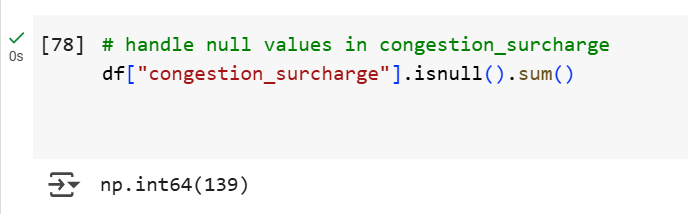 [78] # handle null values in congestion_surcharge
df["congestion_surcharge"].isnull().sum()
0s
np.int64(139)